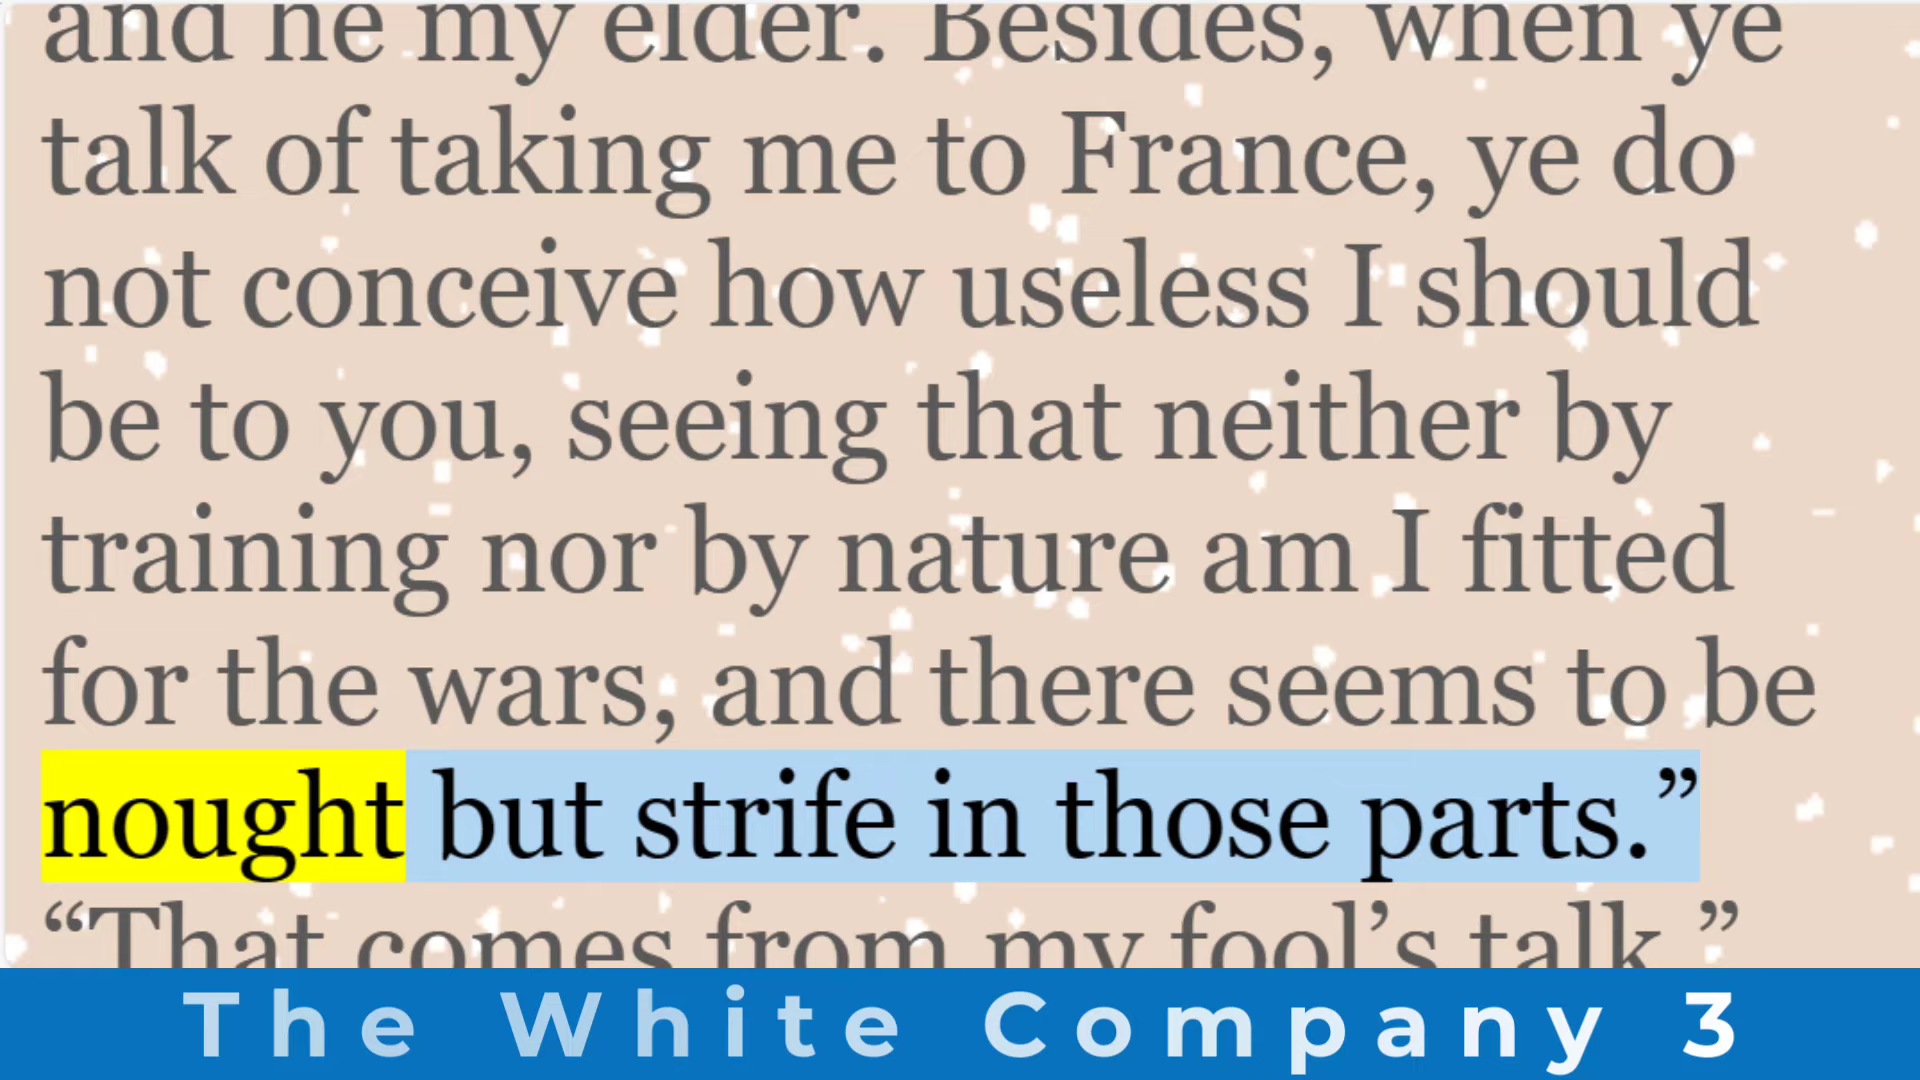 and he my elder. Besides, when ye
talk of taking me to France, ye do
not conceive how useless I should
be to you, seeing that neither by
training nor by nature am I fitted
for the wars, and there seems to be
nought but strife in those parts.”
“That comes from my fool’s talk,”
The White Company 3